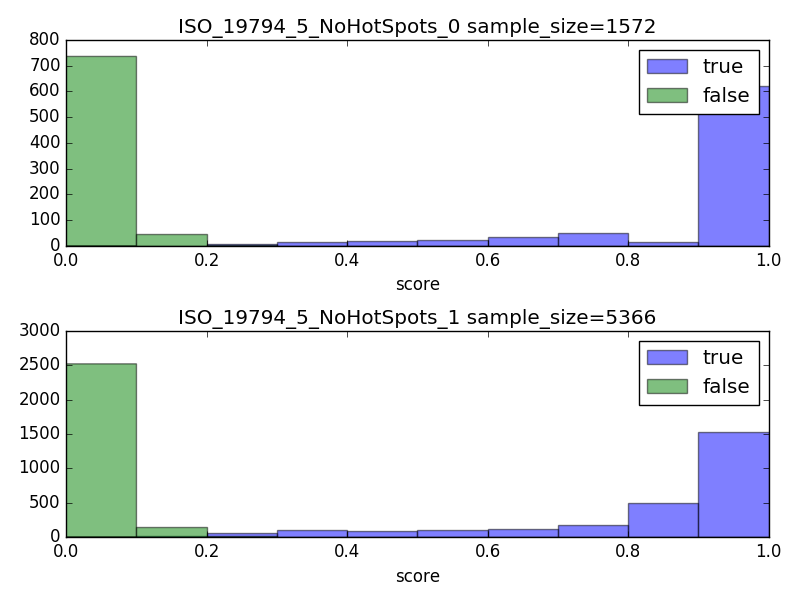 ISO_19794_5_NoHotSpots_0 sample_size=1572
800
700
600
500
400
300
200
100
0
true
false
0.0 0.2 0.4 0.6 0.8 1.0
score
ISO_19794_5_NoHotSpots_1 sample_size=5366
3000
2500
2000
1500
1000
500
0
true
false
0.0 0.2 0.4 0.6 0.8 1.0
score